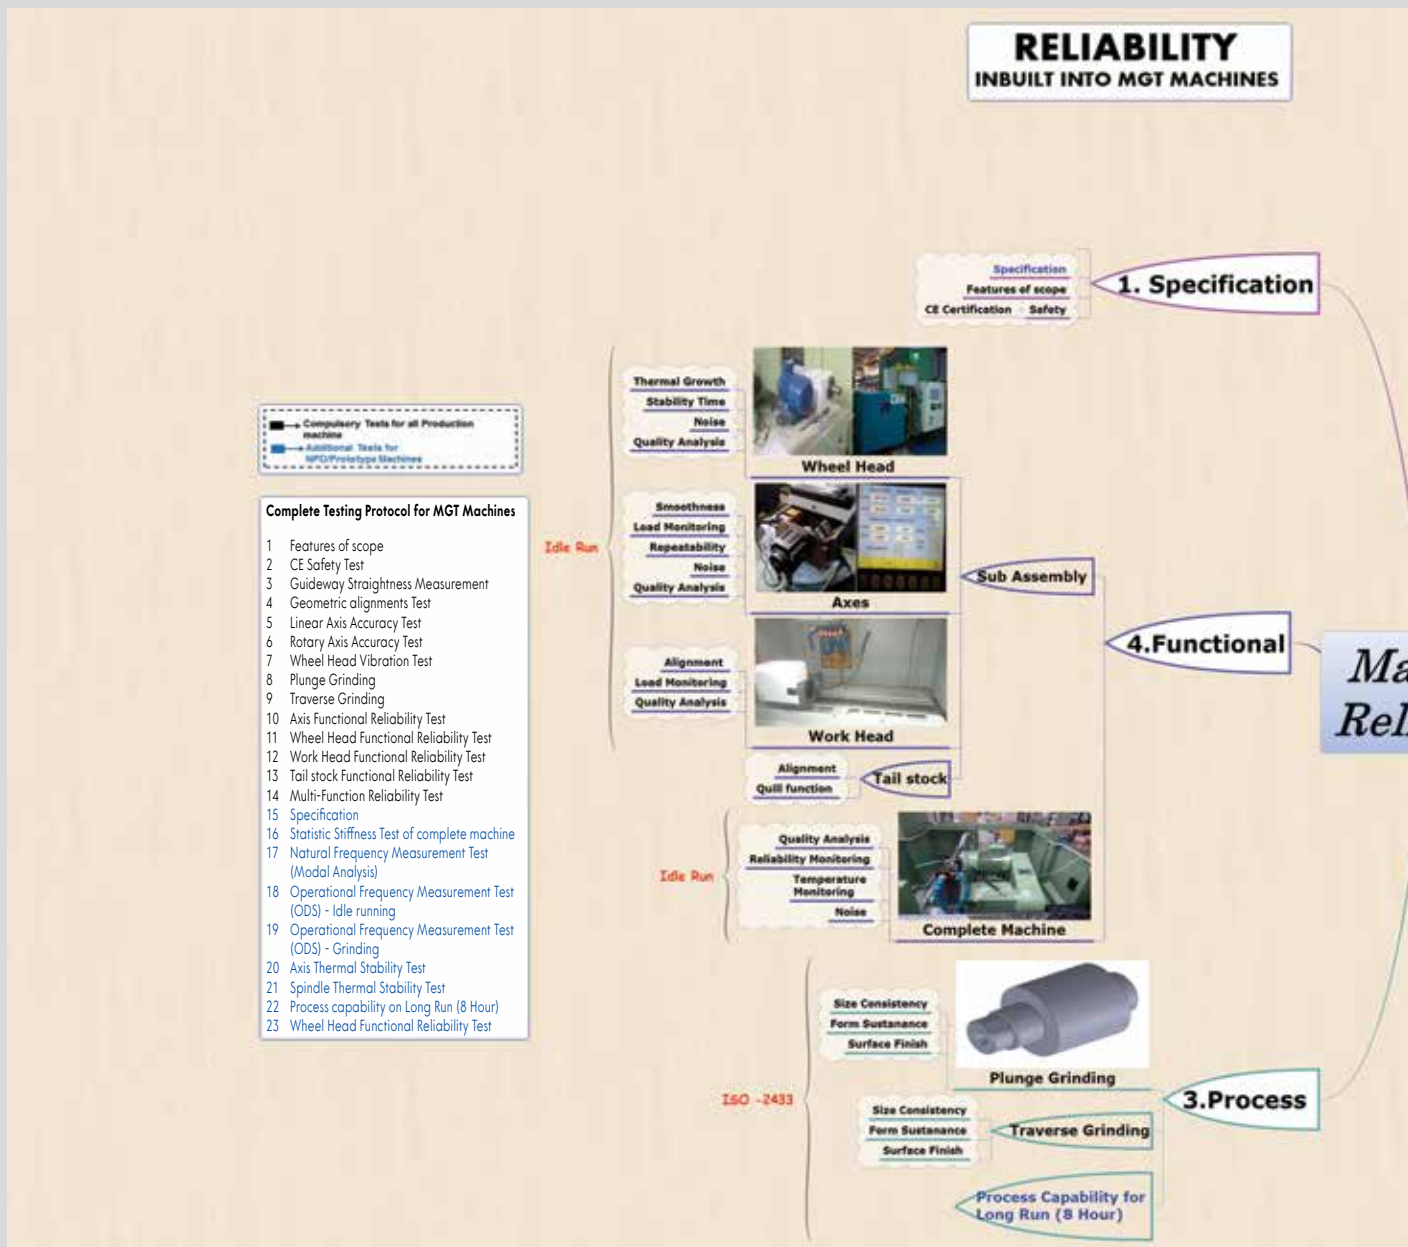 RELIABILITY
INBUILT INTO MGT MACHINES
Specification
Features of scope
CE Certification Safety
1. Specification
Compulsory Tests for all Production
machine
Additional Tests for
NPD/Prototype Machines
Complete Testing Protocol for MGT Machines
1 Features of scope
2 CE Safety Test
3 Guideway Straightness Measurement
4 Geometric alignments Test
5 Linear Axis Accuracy Test
6 Rotary Axis Accuracy Test
7 Wheel Head Vibration Test
8 Plunge Grinding
9 Traverse Grinding
10 Axis Functional Reliability Test
11 Wheel Head Functional Reliability Test
12 Work Head Functional Reliability Test
13 Tail stock Functional Reliability Test
14 Multi-Function Reliability Test
15 Specification
16 Statistic Stiffness Test of complete machine
17 Natural Frequency Measurement Test
(Modal Analysis)
18 Operational Frequency Measurement Test
(ODS) - Idle running
19 Operational Frequency Measurement Test
(ODS) - Grinding
20 Axis Thermal Stability Test
21 Spindle Thermal Stability Test
22 Process capability on Long Run (8 Hour)
23 Wheel Head Functional Reliability Test
Idle Run
Thermal Growth
Stability Time
Noise
Quality Analysis
Wheel Head
Smoothness
Load Monitoring
Repeatability
Noise
Quality Analysis
Axes
Alignment
Load Monitoring
Quality Analysis
Work Head
Alignment
Quill function
Tail stock
Sub Assembly
4.Functional
Idle Run
Quality Analysis
Reliability Monitoring
Temperature
Monitoring
Noise
Complete Machine
Ma
Reli
ISO -2433
Size Consistency
Form Sustanance
Surface Finish
Plunge Grinding
Size Consistency
Form Sustanance
Surface Finish
Traverse Grinding
Process Capability for
Long Run (8 Hour)
3.Process